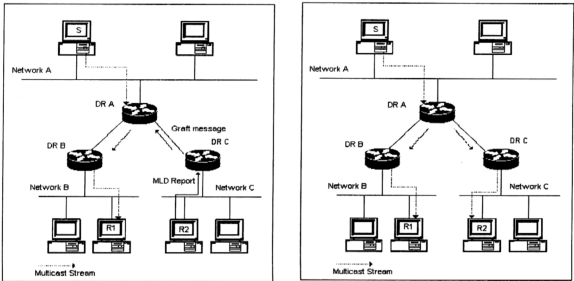 S
Network A
DR A
Graft message
DR B
DR C
MLD Report
Network B
Network C
R1
R2
Multicast Stream
S
Network A
DR A
DR B
DR C
Network B
Network C
R1
R2
Multicast Stream